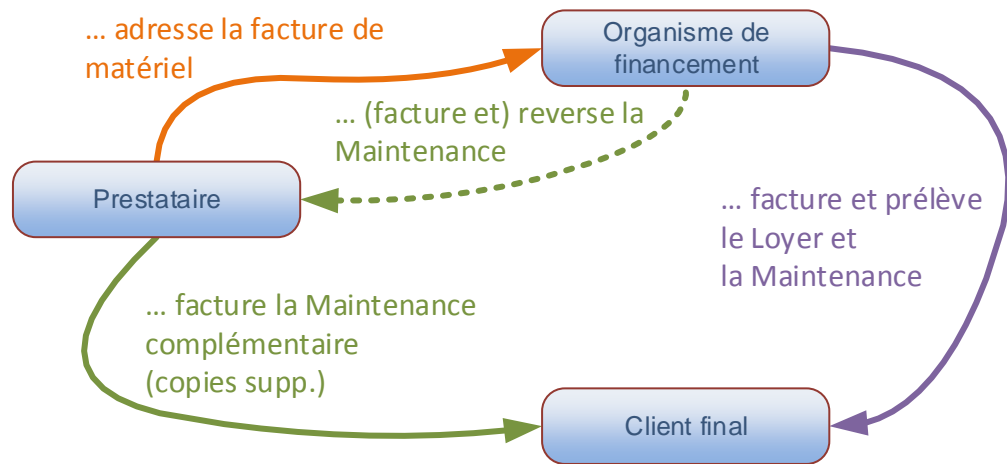 … adresse la facture de
matériel
Organisme de
financement
… (facture et) reverse la
Maintenance
Prestataire
… facture et prélève
le Loyer et
la Maintenance
… facture la Maintenance
complémentaire
(copies supp.)
Client final